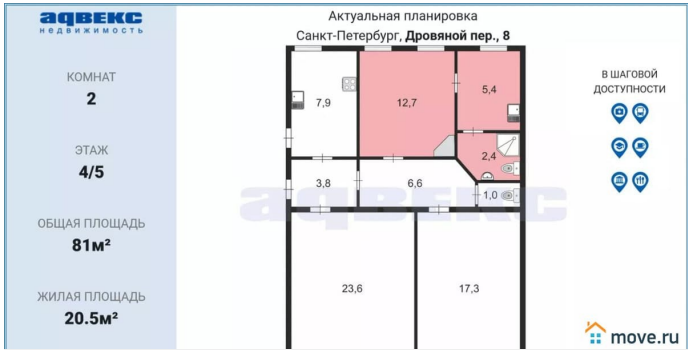 адвекс
недвижимость
КОМНАТ
2
ЭТАЖ
4/5
ОБЩАЯ ПЛОЩАДЬ
81м²
ЖИЛАЯ ПЛОЩАДЬ
20.5м²
Актуальная планировка
Санкт-Петербург, Дровяной пер., 8
7,9
12,7
5,4
2,4
3,8
6,6
1,0
адвекс
23,6
17,3
В ШАГОВОЙ
ДОСТУПНОСТИ
move.ru